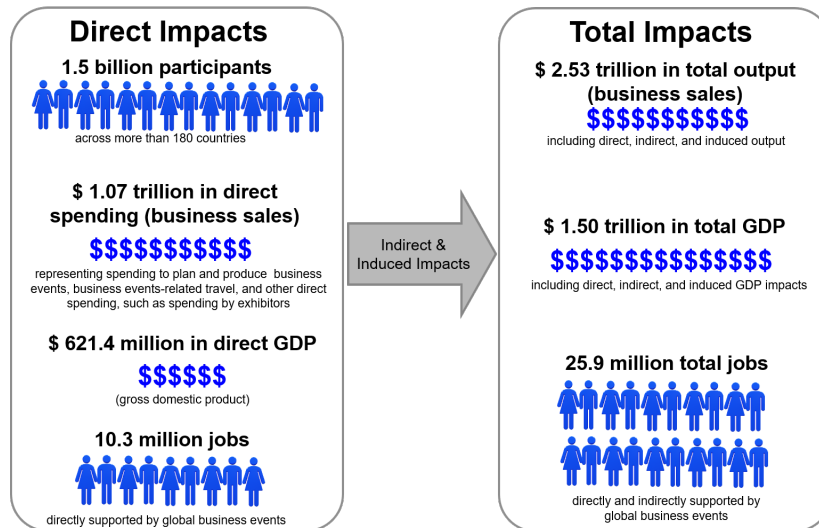 Direct Impacts
1.5 billion participants
across more than 180 countries
$ 1.07 trillion in direct
spending (business sales)
$$$$$$$$$$$
representing spending to plan and produce business
events, business events-related travel, and other direct
spending, such as spending by exhibitors
$ 621.4 million in direct GDP
$$$$$$
(gross domestic product)
10.3 million jobs
directly supported by global business events
Indirect &
Induced Impacts
Total Impacts
$ 2.53 trillion in total output
(business sales)
$$$$$$$$$$$
including direct, indirect, and induced output
$ 1.50 trillion in total GDP
$$$$$$$$$$$$$$$
including direct, indirect, and induced GDP impacts
25.9 million total jobs
directly and indirectly supported by
global business events